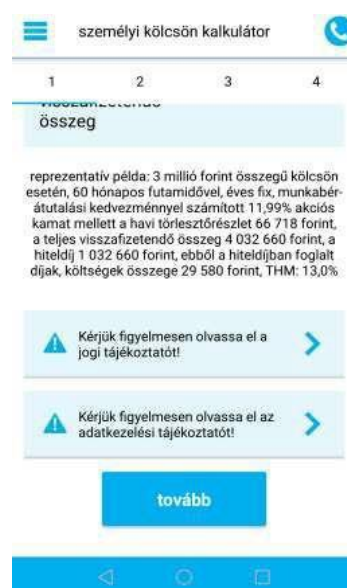 személyi kölcsön kalkulátor
1 2 3 4
visszafizetendő
összeg
reprezentatív példa: 3 millió forint összegű kölcsön
esetén, 60 hónapos futamidővel, éves fix, munkabér-
átutalási kedvezménnyel számított 11,99% akciós
kamat mellett a havi törlesztőrészlet 66 718 forint,
a teljes visszafizetendő összeg 4 032 660 forint, a
hiteldíj 1 032 660 forint, ebből a hiteldíjban foglalt
díjak, költségek összege 29 580 forint, THM: 13,0%
Kérjük figyelmesen olvassa el a
jogi tájékoztatót!
Kérjük figyelmesen olvassa el az
adatkezelési tájékoztatót!
tovább